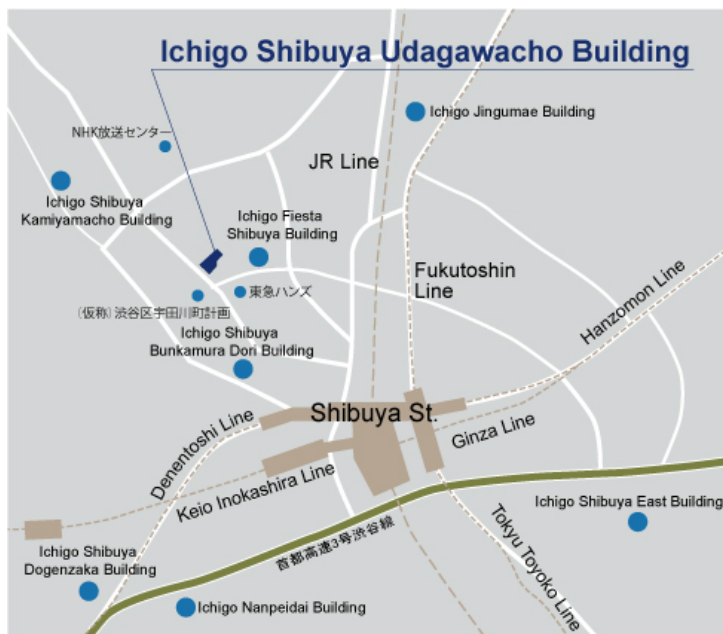 Ichigo Shibuya Udagawacho Building
Ichigo Jingumae Building
NHK放送センター
JR Line
Ichigo Shibuya
Kamiyamacho Building
Ichigo Fiesta
Shibuya Building
Fukutoshin
Line
Hanzomon Line
東急ハンズ
(仮称)渋谷区宇田川町計画
Ichigo Shibuya
Bunkamura Dori Building
Shibuya St.
Denentoshi Line
Ginza Line
Keio Inokashira Line
Ichigo Shibuya East Building
Tokyu Toyoko Line
首都高速3号渋谷線
Ichigo Shibuya
Dogenzaka Building
Ichigo Nanpeidai Building